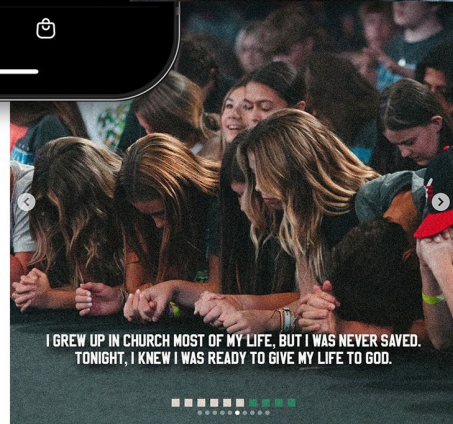 I GREW UP IN CHURCH MOST OF MY LIFE, BUT I WAS NEVER SAVED.
TONIGHT, I KNEW I WAS READY TO GIVE MY LIFE TO GOD.